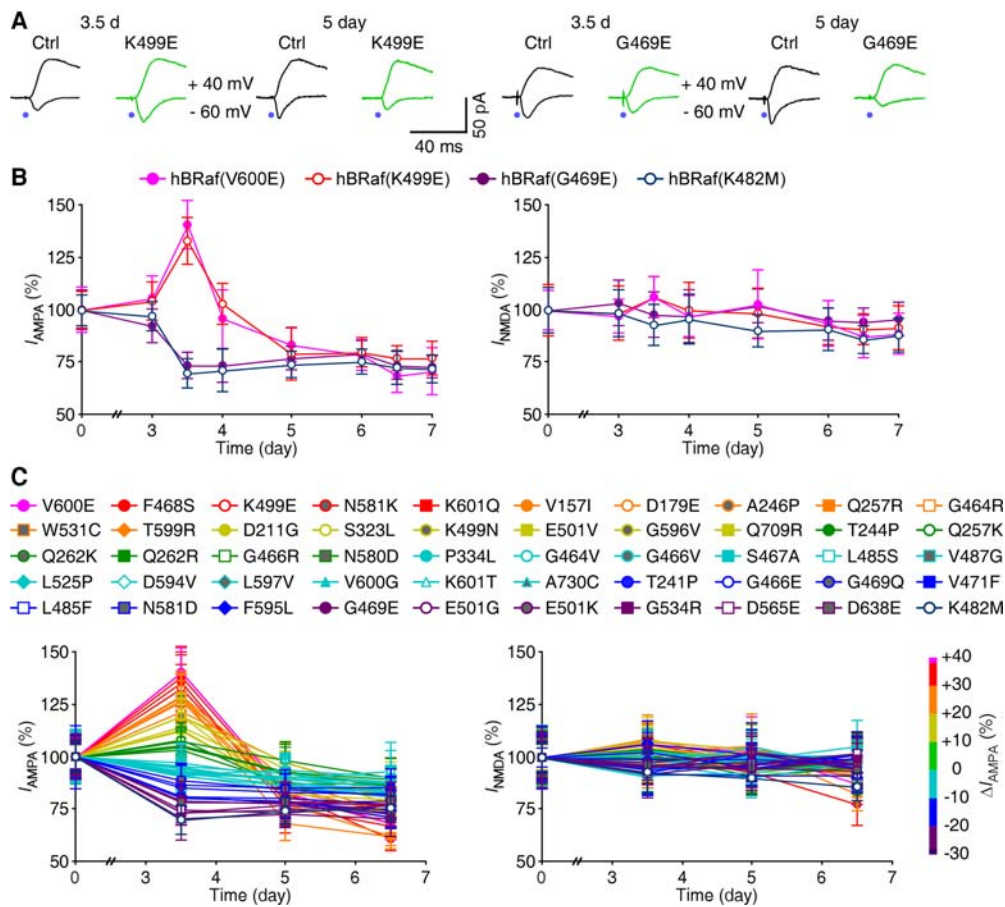 A
3.5 d 5 day 3.5 d 5 day
Ctrl K499E Ctrl K499E Ctrl G469E Ctrl G469E
+ 40 mV + 40 mV
- 60 mV - 60 mV
50 pA
40 ms
B
hBRaf(V600E) hBRaf(K499E) hBRaf(G469E) hBRaf(K482M)
150 150
125 125
100 100
75 75
50 50
I AMPA (%) I NMDA (%)
0 3 4 5 6 7 0 3 4 5 6 7
Time (day) Time (day)
C
V600E F468S K499E N581K K601Q V157I D179E A246P Q257R G464R
W531C T599R D211G S323L K499N E501V G596V Q709R T244P Q257K
Q262K Q262R G466R N580D P334L G464V G466V S467A L485S V487G
L525P D594V L597V V600G K601T A730C T241P G466E G469Q V471F
L485F N581D F595L G469E E501G E501K G534R D565E D638E K482M
150 150 +40
125 125 +30
100 100 +20
75 75 +10
50 50 0
-10
-20
-30
I AMPA (%) I NMDA (%) ΔI AMPA (%)
0 3 4 5 6 7 0 3 4 5 6 7
Time (day) Time (day)